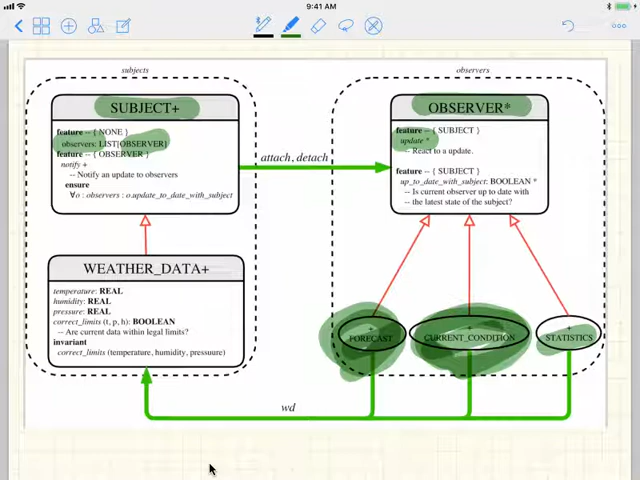 9:41 AM
subjects
SUBJECT+
feature -- { NONE }
observers: LIST[OBSERVER]
feature -- { OBSERVER }
notify +
-- Notify an update to observers
ensure
∀o : observers : o.update_to_date_with_subject
attach, detach
observers
OBSERVER*
feature -- { SUBJECT }
update *
-- React to a update.
feature -- { SUBJECT }
up_to_date_with_subject: BOOLEAN *
-- Is current observer up to date with
-- the latest state of the subject?
WEATHER_DATA+
temperature: REAL
humidity: REAL
pressure: REAL
correct_limits (t, p, h): BOOLEAN
-- Are current data within legal limits?
invariant
correct_limits (temperature, humidity, pressuure)
+
FORECAST
+
CURRENT_CONDITION
+
STATISTICS
wd